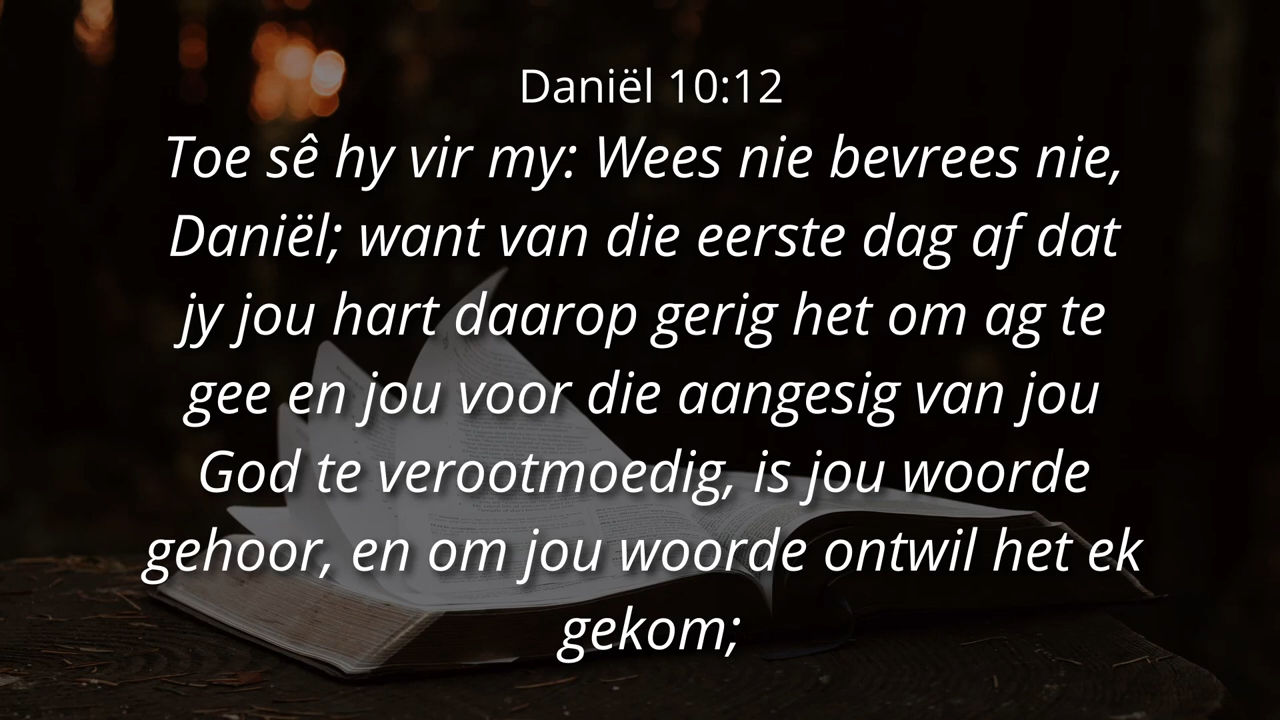 Daniël 10:12
Toe sê hy vir my: Wees nie bevrees nie,
Daniël; want van die eerste dag af dat
jy jou hart daarop gerig het om ag te
gee en jou voor die aangesig van jou
God te verootmoedig, is jou woorde
gehoor, en om jou woorde ontwil het ek
gekom;